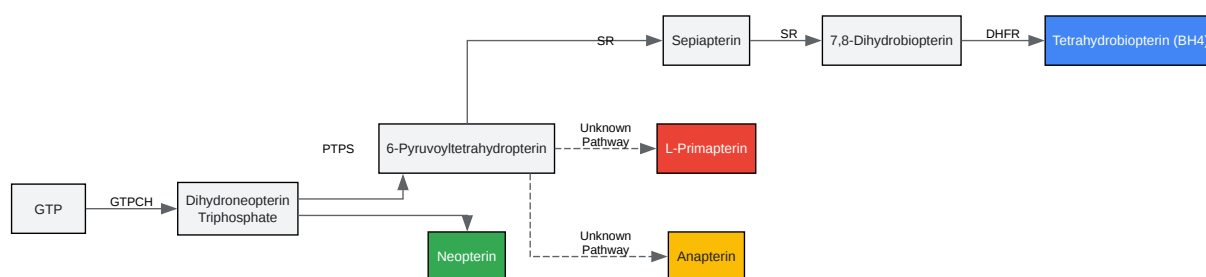 SR
Sepiapterin
SR
7,8-Dihydrobiopterin
DHFR
Tetrahydrobiopterin (BH4)
PTPS
6-Pyruvoyltetrahydropterin
Unknown
Pathway
L-Primapterin
GTP
GTPCH
Dihydroneopterin
Triphosphate
Neopterin
Unknown
Pathway
Anapterin